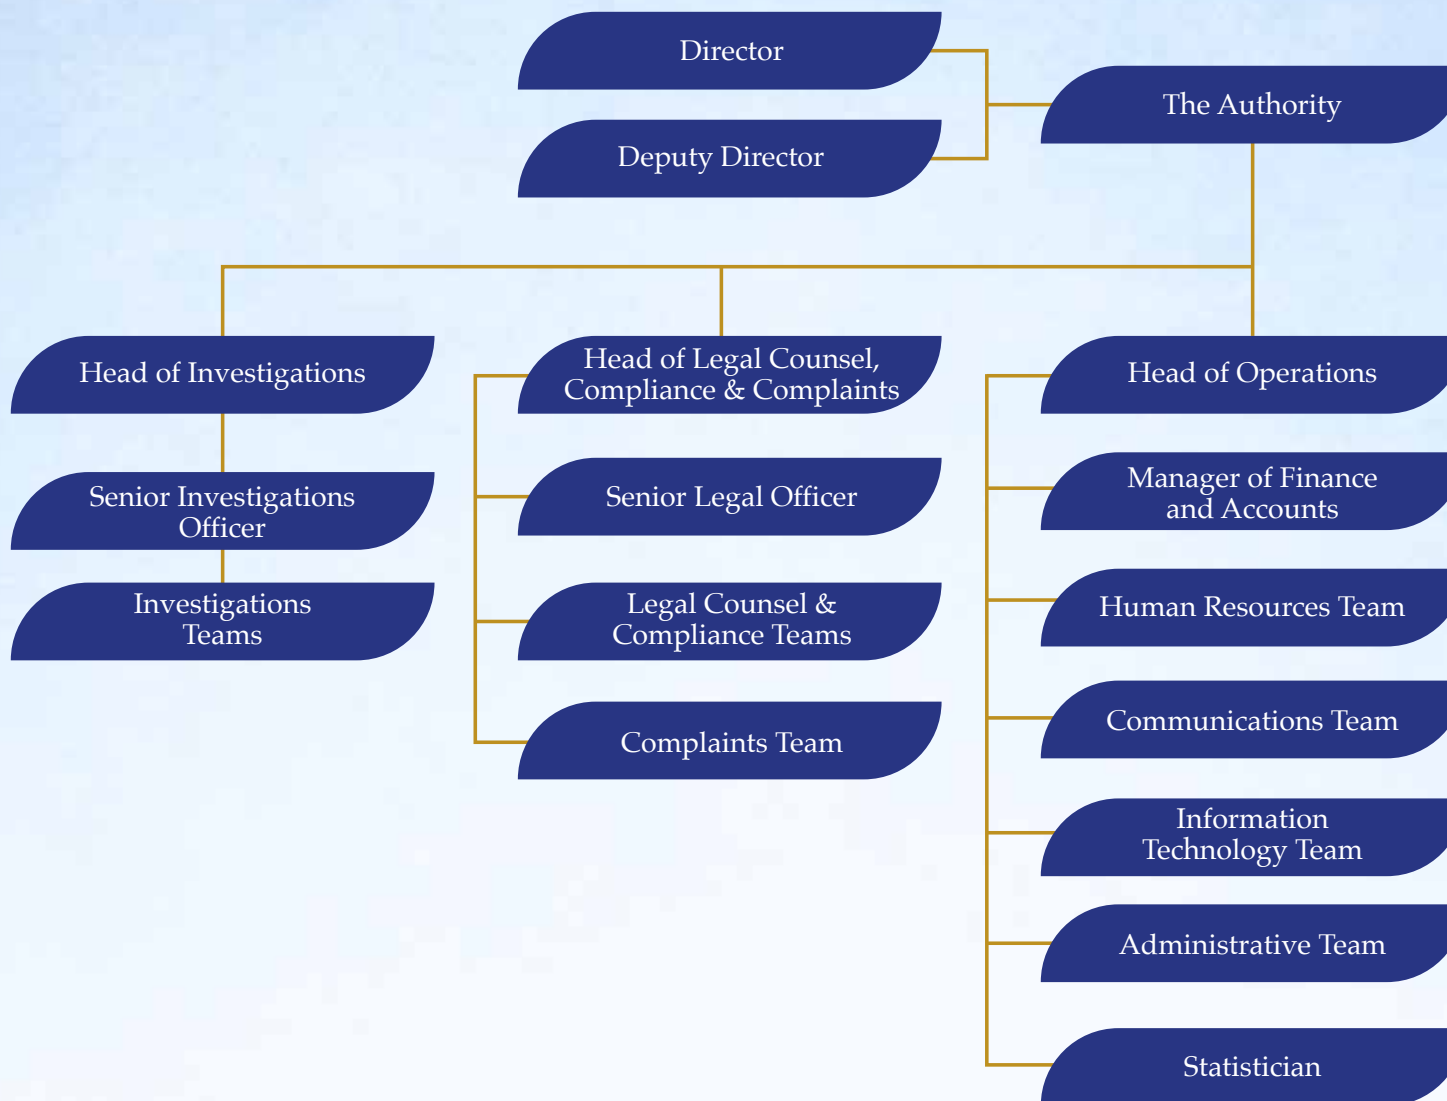 Director
The Authority
Deputy Director
Head of Investigations
Senior Investigations
Officer
Investigations
Teams
Head of Legal Counsel,
Compliance & Complaints
Senior Legal Officer
Legal Counsel &
Compliance Teams
Complaints Team
Head of Operations
Manager of Finance
and Accounts
Human Resources Team
Communications Team
Information
Technology Team
Administrative Team
Statistician